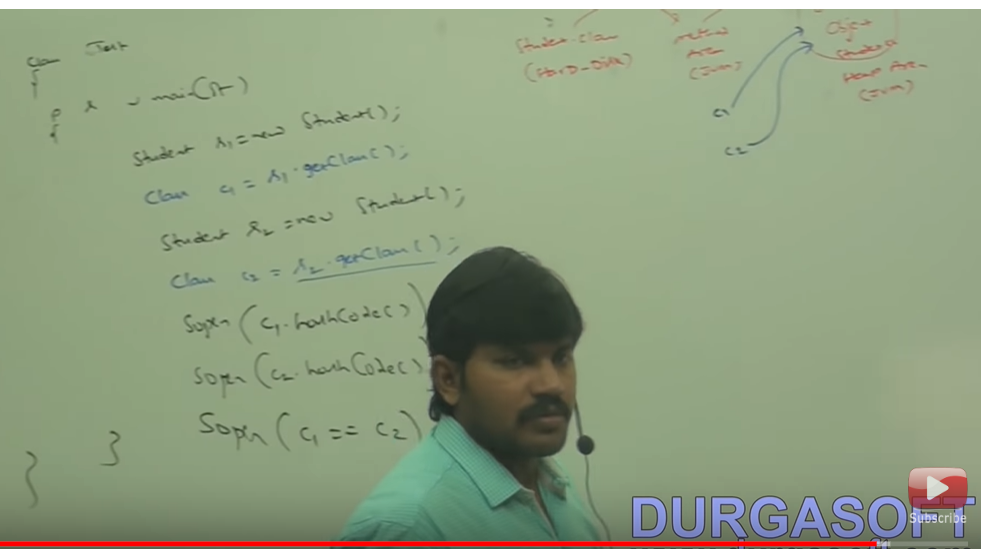 class Test
{
p s v main(St)
{
Student s1=new Student();
Class c1 = s1.getClass();
Student s2=new Student();
Class c2 = s2.getClass();
Sopln(c1.hashCode()
Sopln(c2.hashCode()
Sopln(c1 == c2)
}
}
Student.class
(Hard-Disk)
method
Area
(JVM)
Object
Student
Heap Area
(JVM)
c1
c2
DURGASOFT
Subscribe